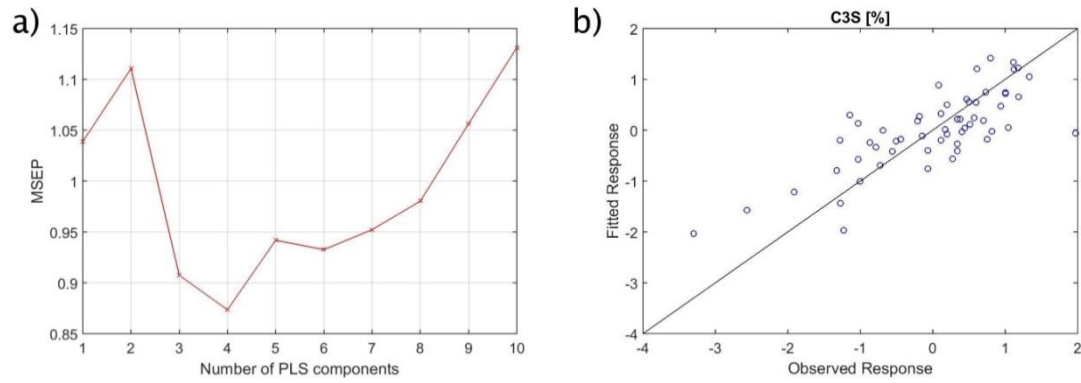 a)
1.15
1.1
1.05
1
0.95
0.9
0.85
MSEP
1 2 3 4 5 6 7 8 9 10
Number of PLS components
b)
C3S [%]
2
1
0
-1
-2
-3
-4
Fitted Response
-4 -3 -2 -1 0 1 2
Observed Response